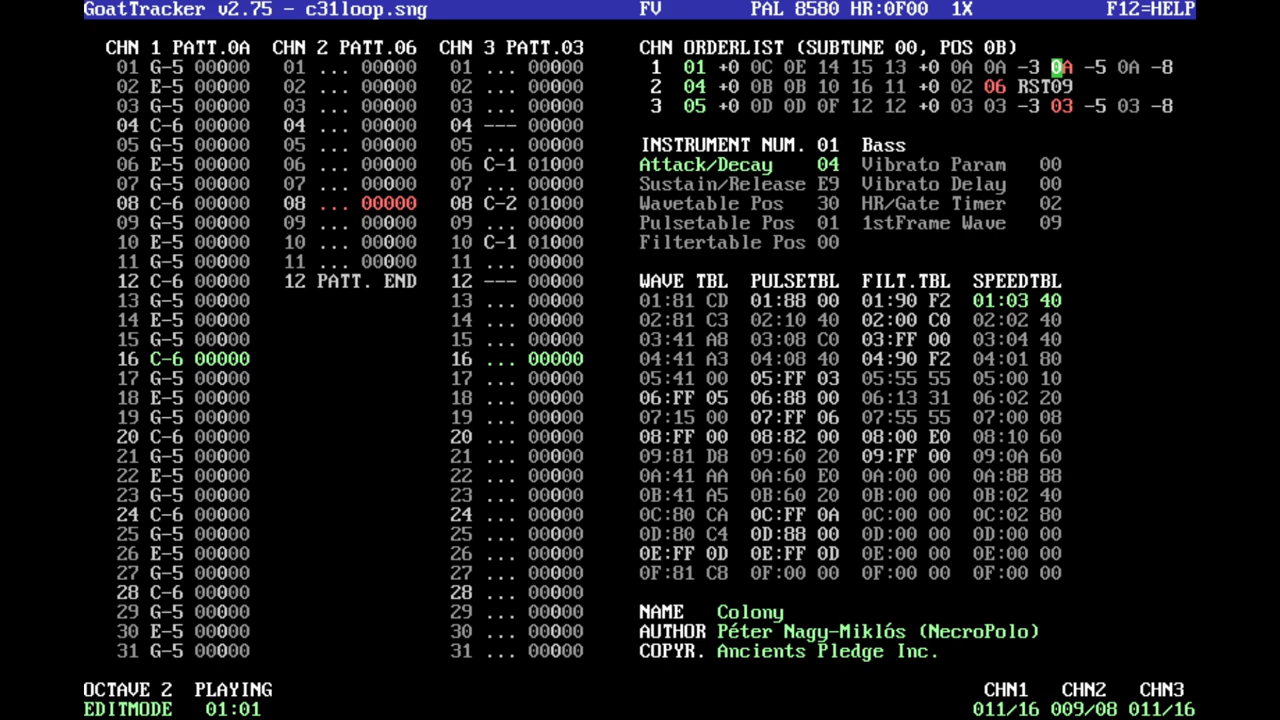 GoatTracker v2.75 - c31loop.sng FV PAL 8580 HR:0F00 1X F12=HELP
CHN 1 PATT.0A CHN 2 PATT.06 CHN 3 PATT.03 CHN ORDERLIST (SUBTUNE 00, POS 0B)
01 G-5 00000 01 ... 00000 01 ... 00000 1 01 +0 0C 0E 14 15 13 +0 0A 0A -3 0A -5 0A -8
02 E-5 00000 02 ... 00000 02 ... 00000 2 04 +0 0B 0B 10 16 11 +0 02 06 RST09
03 G-5 00000 03 ... 00000 03 ... 00000 3 05 +0 0D 0D 0F 12 12 +0 03 03 -3 03 -5 03 -8
04 C-6 00000 04 ... 00000 04 --- 00000
05 G-5 00000 05 ... 00000 05 ... 00000 INSTRUMENT NUM. 01 Bass
06 E-5 00000 06 ... 00000 06 C-1 01000 Attack/Decay 04 Vibrato Param 00
07 G-5 00000 07 ... 00000 07 ... 00000 Sustain/Release E9 Vibrato Delay 00
08 C-6 00000 08 ... 00000 08 C-2 01000 Wavetable Pos 30 HR/Gate Timer 02
09 G-5 00000 09 ... 00000 09 ... 00000 Pulsetable Pos 01 1stFrame Wave 09
10 E-5 00000 10 ... 00000 10 C-1 01000 Filtertable Pos 00
11 G-5 00000 11 ... 00000 11 ... 00000
12 C-6 00000 12 PATT. END 12 --- 00000 WAVE TBL PULSETBL FILT.TBL SPEEDTBL
13 G-5 00000 13 ... 00000 01:81 CD 01:88 00 01:90 F2 01:03 40
14 E-5 00000 14 ... 00000 02:81 C3 02:10 40 02:00 C0 02:02 40
15 G-5 00000 15 ... 00000 03:41 A8 03:08 C0 03:FF 00 03:04 40
16 C-6 00000 16 ... 00000 04:41 A3 04:08 40 04:90 F2 04:01 80
17 G-5 00000 17 ... 00000 05:41 00 05:FF 03 05:55 55 05:00 10
18 E-5 00000 18 ... 00000 06:FF 05 06:88 00 06:13 31 06:02 20
19 G-5 00000 19 ... 00000 07:15 00 07:FF 06 07:55 55 07:00 08
20 C-6 00000 20 ... 00000 08:FF 00 08:82 00 08:00 E0 08:10 60
21 G-5 00000 21 ... 00000 09:81 D8 09:60 20 09:FF 00 09:0A 60
22 E-5 00000 22 ... 00000 0A:41 AA 0A:60 E0 0A:00 00 0A:88 88
23 G-5 00000 23 ... 00000 0B:41 A5 0B:60 20 0B:00 00 0B:02 40
24 C-6 00000 24 ... 00000 0C:80 CA 0C:FF 0A 0C:00 00 0C:02 80
25 G-5 00000 25 ... 00000 0D:80 C4 0D:88 00 0D:00 00 0D:00 00
26 E-5 00000 26 ... 00000 0E:FF 0D 0E:FF 0D 0E:00 00 0E:00 00
27 G-5 00000 27 ... 00000 0F:81 C8 0F:00 00 0F:00 00 0F:00 00
28 C-6 00000 28 ... 00000
29 G-5 00000 29 ... 00000 NAME Colony
30 E-5 00000 30 ... 00000 AUTHOR Péter Nagy-Miklós (NecroPolo)
31 G-5 00000 31 ... 00000 COPYR. Ancients Pledge Inc.
OCTAVE 2 PLAYING CHN1 CHN2 CHN3
EDITMODE 01:01 011/16 009/08 011/16